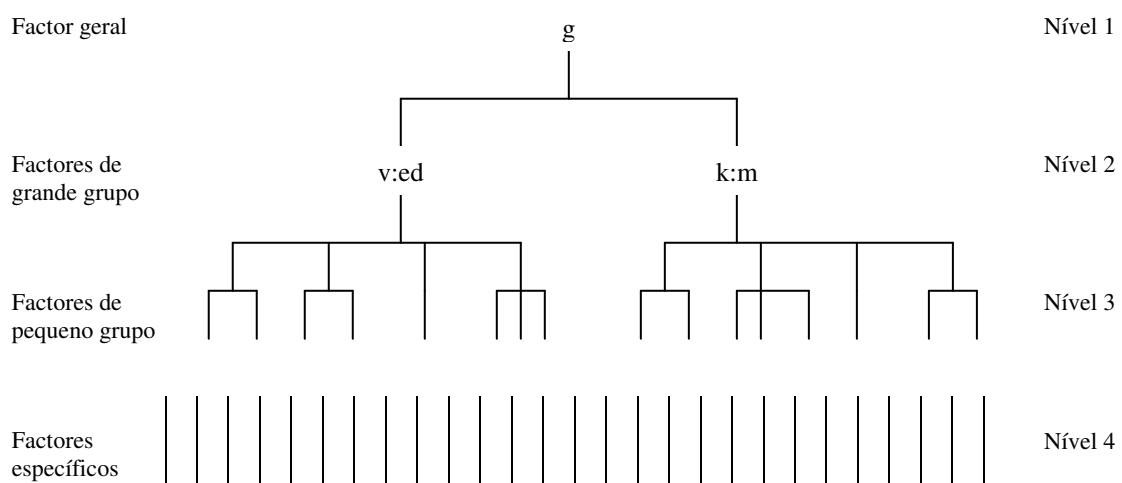 Factor geral
g
Nível 1
Factores de
grande grupo
v:ed
k:m
Nível 2
Factores de
pequeno grupo
Nível 3
Factores
específicos
Nível 4